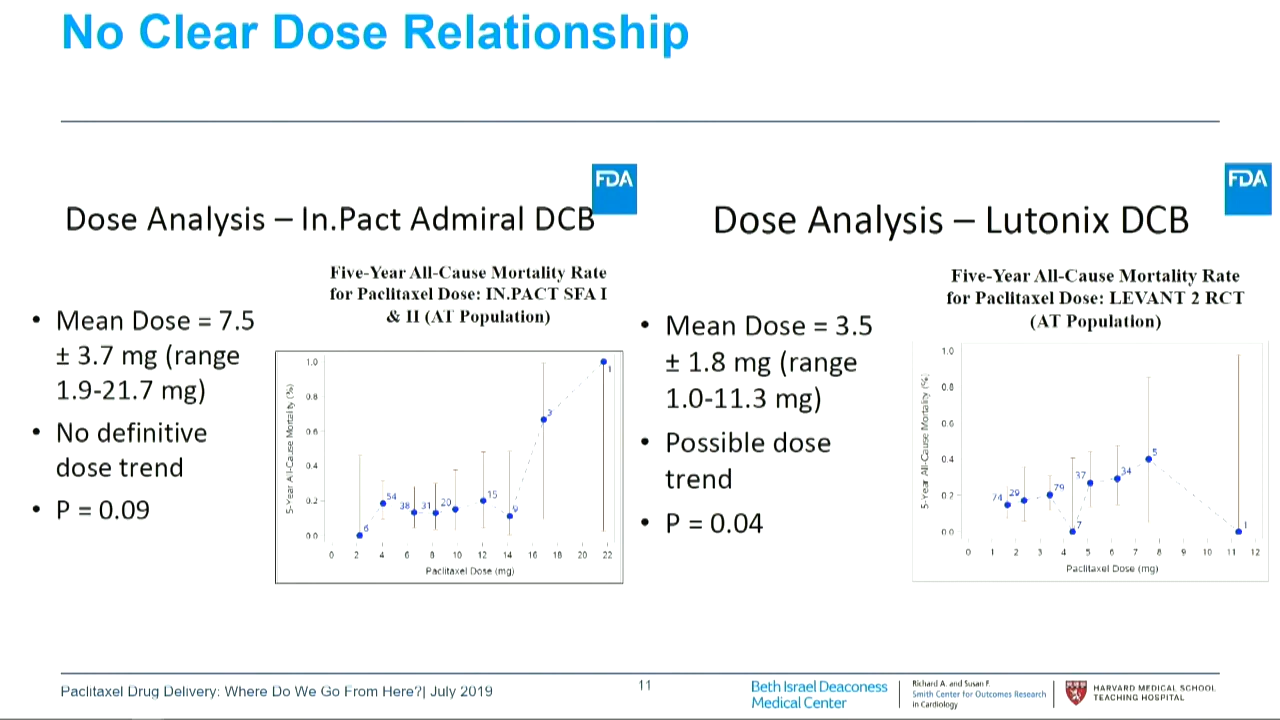 No Clear Dose Relationship
FDA
Dose Analysis – In.Pact Admiral DCB
Five-Year All-Cause Mortality Rate
for Paclitaxel Dose: IN.PACT SFA I
& II (AT Population)
• Mean Dose = 7.5
± 3.7 mg (range
1.9-21.7 mg)
• No definitive
dose trend
• P = 0.09
5-Year All-Cause Mortality (%)
1.0
0.8
0.6
0.4
0.2
0.0
6
54
38
31
20
15
9
3
1
0 2 4 6 8 10 12 14 16 18 20 22
Paclitaxel Dose (mg)
FDA
Dose Analysis – Lutonix DCB
Five-Year All-Cause Mortality Rate
for Paclitaxel Dose: LEVANT 2 RCT
(AT Population)
• Mean Dose = 3.5
± 1.8 mg (range
1.0-11.3 mg)
• Possible dose
trend
• P = 0.04
5-Year All-Cause Mortality (%)
1.0
0.8
0.6
0.4
0.2
0.0
74
29
79
7
37
34
5
1
0 1 2 3 4 5 6 7 8 9 10 11 12
Paclitaxel Dose (mg)
Paclitaxel Drug Delivery: Where Do We Go From Here?| July 2019
11
Beth Israel Deaconess
Medical Center
Richard A. and Susan F.
Smith Center for Outcomes Research
in Cardiology
HARVARD MEDICAL SCHOOL
TEACHING HOSPITAL